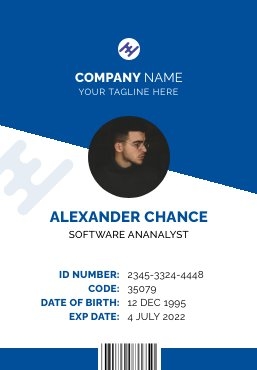 COMPANY NAME
YOUR TAGLINE HERE
ALEXANDER CHANCE
SOFTWARE ANANALYST
ID NUMBER: 2345-3324-4448
CODE: 35079
DATE OF BIRTH: 12 DEC 1995
EXP DATE: 4 JULY 2022